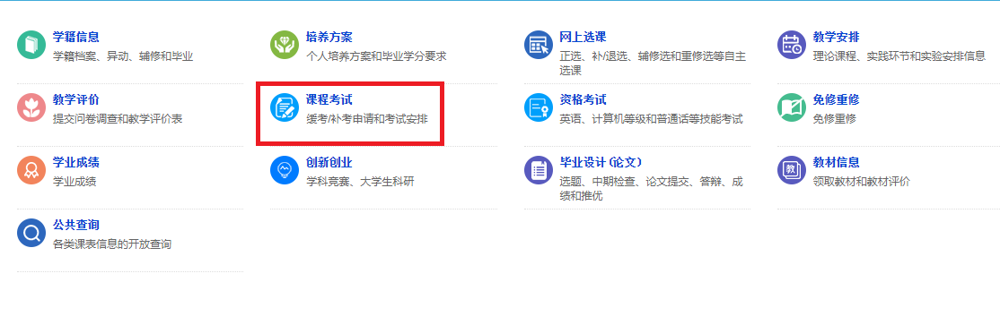 学籍信息
学籍档案、异动、辅修和毕业
培养方案
个人培养方案和毕业学分要求
网上选课
正选、补/退选、辅修选和重修选等自主
选课
教学安排
理论课程、实践环节和实验安排信息
教学评价
提交问卷调查和教学评价表
课程考试
缓考/补考申请和考试安排
资格考试
英语、计算机等级和普通话等技能考试
免修重修
免修重修
学业成绩
学业成绩
创新创业
学科竞赛、大学生科研
毕业设计(论文)
选题、中期检查、论文提交、答辩、成
绩和推优
教
教材信息
领取教材和教材评价
公共查询
各类课表信息的开放查询